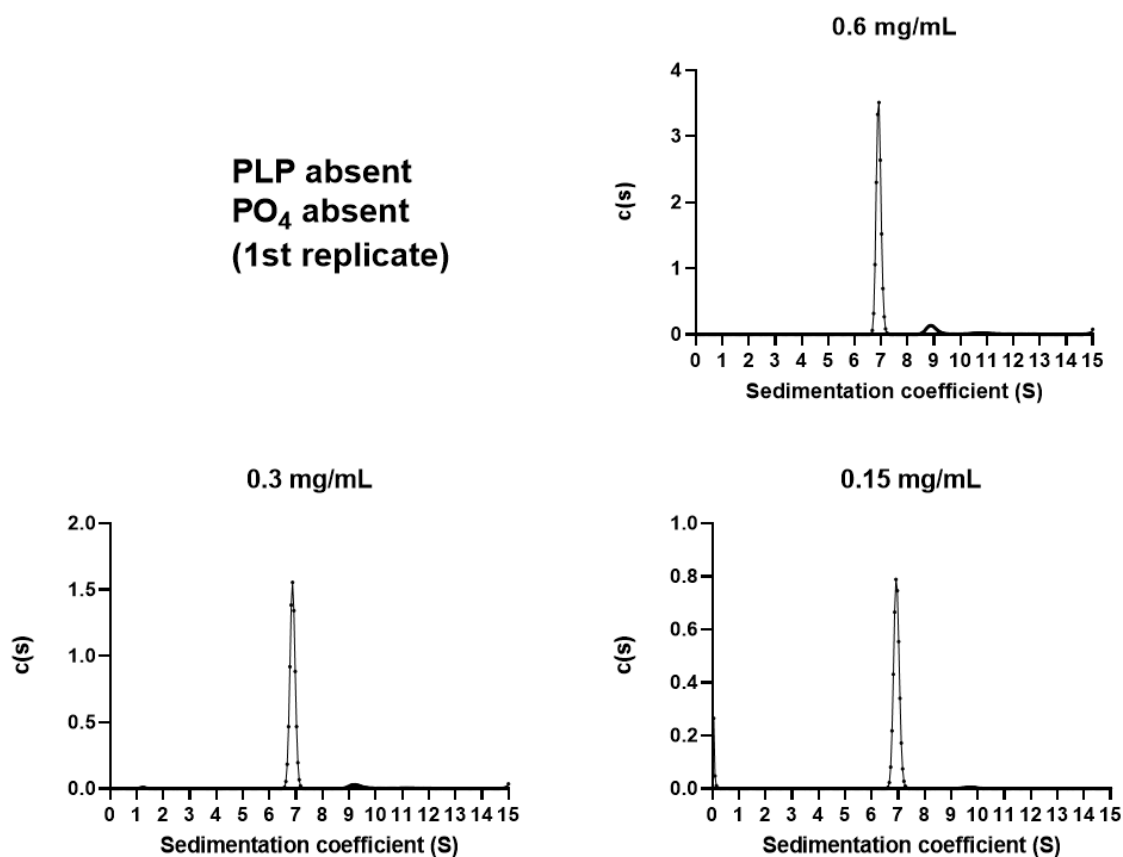 0.6 mg/mL
PLP absent
PO₄ absent
(1st replicate)
c(s)
4
3
2
1
0
0 1 2 3 4 5 6 7 8 9 10 11 12 13 14 15
Sedimentation coefficient (S)
0.3 mg/mL
c(s)
2.0
1.5
1.0
0.5
0.0
0 1 2 3 4 5 6 7 8 9 10 11 12 13 14 15
Sedimentation coefficient (S)
0.15 mg/mL
c(s)
1.0
0.8
0.6
0.4
0.2
0.0
0 1 2 3 4 5 6 7 8 9 10 11 12 13 14 15
Sedimentation coefficient (S)